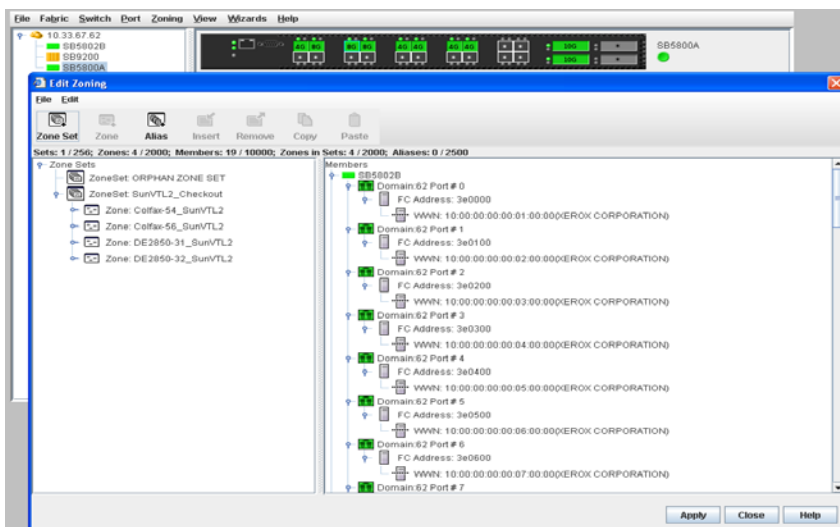 File Fabric Switch Port Zoning View Wizards Help
10.33.67.62
SB5802B
SB9200
SB5800A
4G 8G 8G 8G 4G 4G 4G 4G
10G
10G
SB5800A
Edit Zoning
File Edit
Zone Set Zone Alias Insert Remove Copy Paste
Sets: 1 / 256; Zones: 4 / 2000; Members: 19 / 10000; Zones in Sets: 4 / 2000; Aliases: 0 / 2500
Zone Sets
ZoneSet: ORPHAN ZONE SET
ZoneSet: SunVTL2_Checkout
Zone: Colfax-54_SunVTL2
Zone: Colfax-56_SunVTL2
Zone: DE2850-31_SunVTL2
Zone: DE2850-32_SunVTL2
Members
SB5802B
Domain:62 Port # 0
FC Address: 3e0000
WWN: 10:00:00:00:00:01:00:00(XEROX CORPORATION)
Domain:62 Port # 1
FC Address: 3e0100
WWN: 10:00:00:00:00:02:00:00(XEROX CORPORATION)
Domain:62 Port # 2
FC Address: 3e0200
WWN: 10:00:00:00:00:03:00:00(XEROX CORPORATION)
Domain:62 Port # 3
FC Address: 3e0300
WWN: 10:00:00:00:00:04:00:00(XEROX CORPORATION)
Domain:62 Port # 4
FC Address: 3e0400
WWN: 10:00:00:00:00:05:00:00(XEROX CORPORATION)
Domain:62 Port # 5
FC Address: 3e0500
WWN: 10:00:00:00:00:06:00:00(XEROX CORPORATION)
Domain:62 Port # 6
FC Address: 3e0600
WWN: 10:00:00:00:00:07:00:00(XEROX CORPORATION)
Domain:62 Port # 7
Apply Close Help